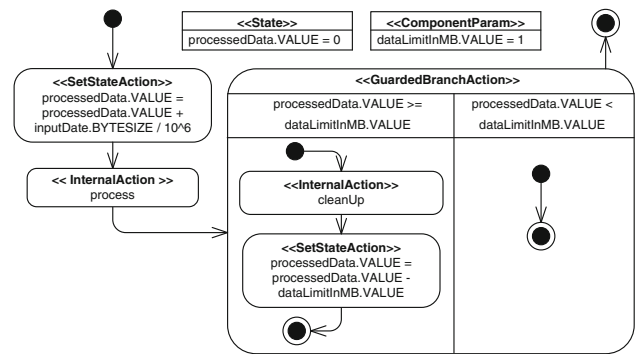 <<State>>
processedData.VALUE = 0
<<ComponentParam>>
dataLimitInMB.VALUE = 1
<<SetStateAction>>
processedData.VALUE =
processedData.VALUE +
inputDate.BYTESIZE / 10^6
<< InternalAction >>
process
<<GuardedBranchAction>>
processedData.VALUE >=
dataLimitInMB.VALUE
processedData.VALUE <
dataLimitInMB.VALUE
<<InternalAction>>
cleanUp
<<SetStateAction>>
processedData.VALUE =
processedData.VALUE -
dataLimitInMB.VALUE